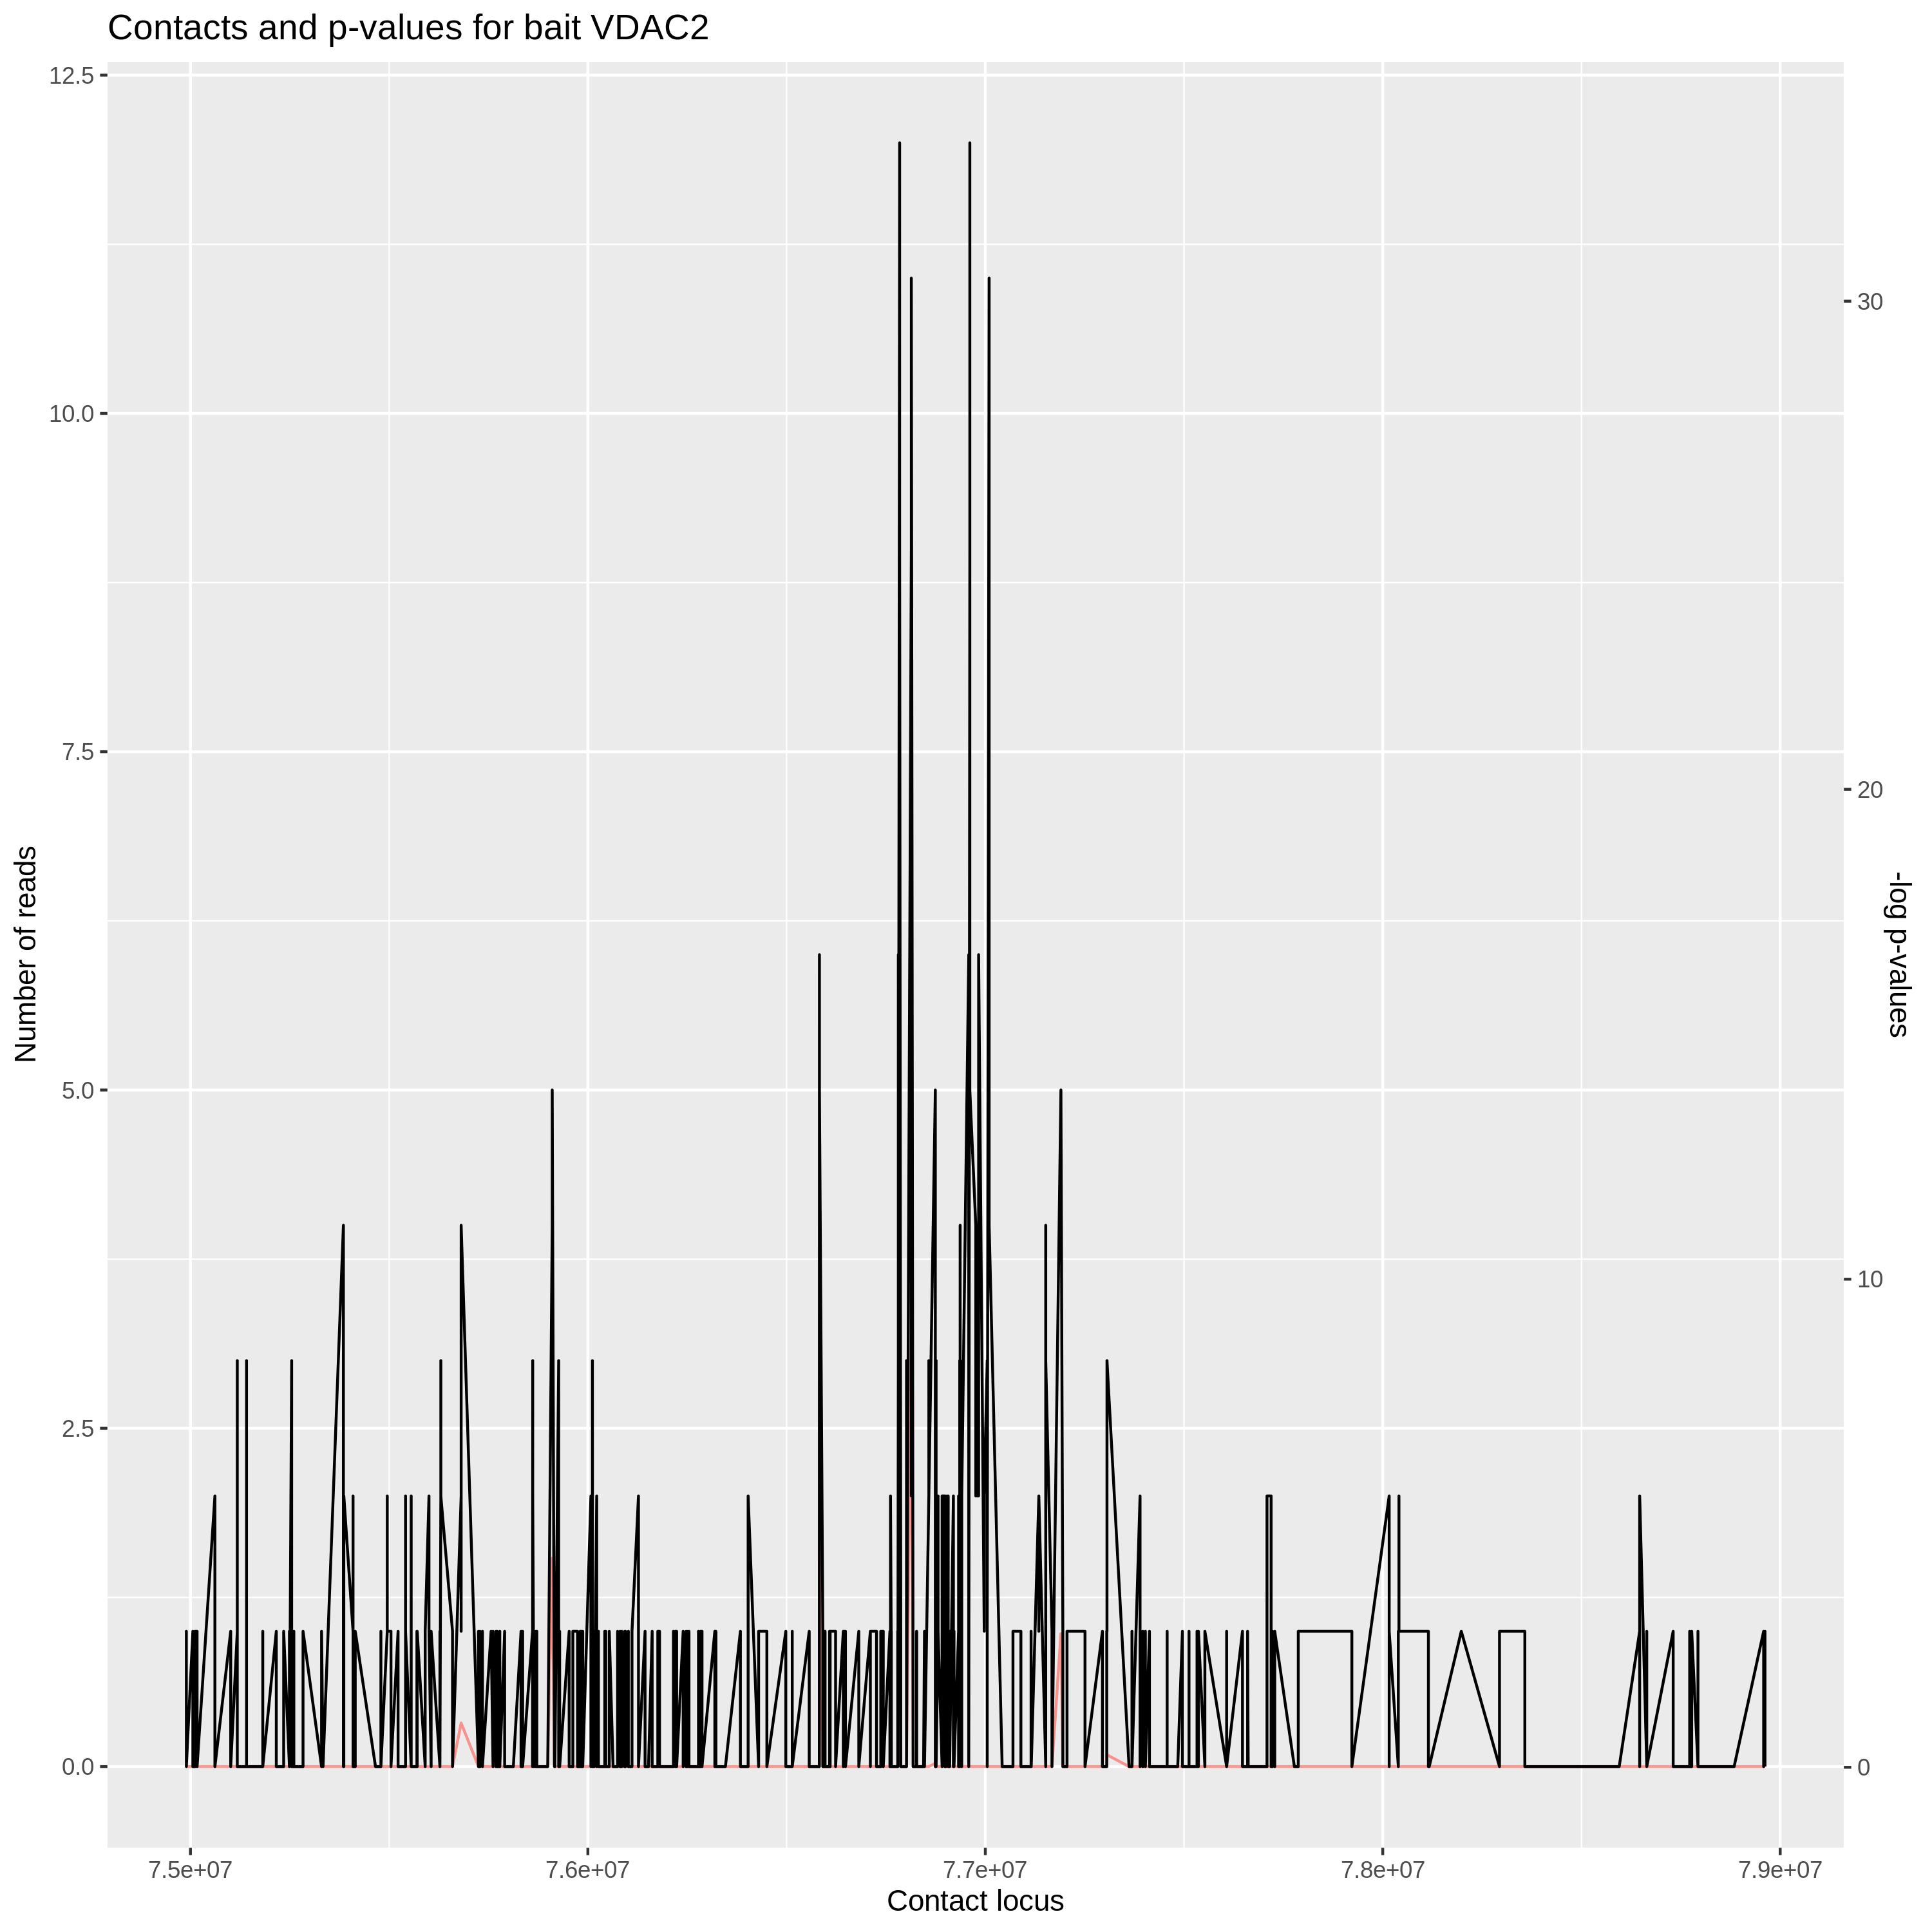 Contacts and p-values for bait VDAC2
12.5
10.0
7.5
5.0
2.5
0.0
Number of reads
30
20
10
0
-log p-values
7.5e+07 7.6e+07 7.7e+07 7.8e+07 7.9e+07
Contact locus